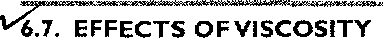 6.7. EFFECTS OF VISCOSITY